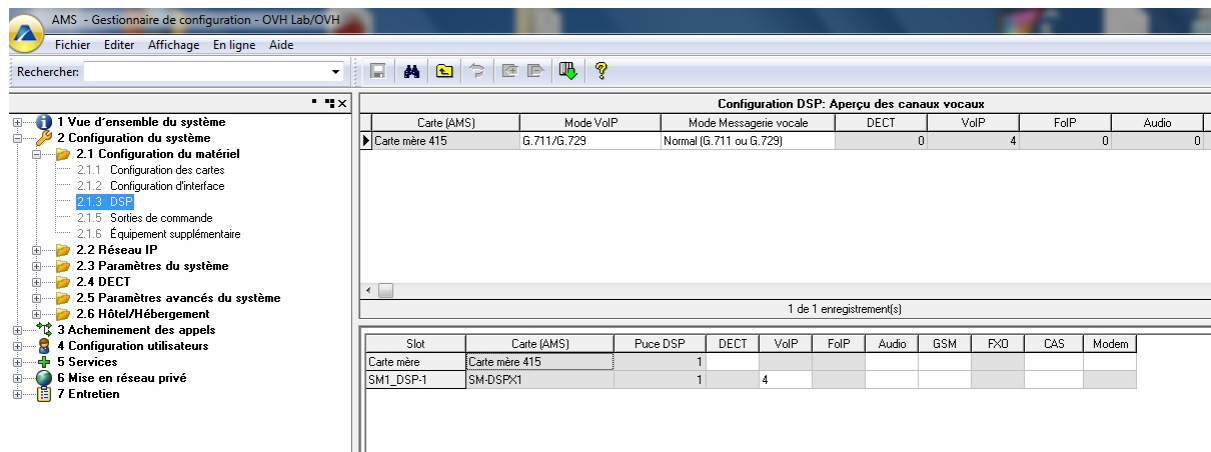 AMS - Gestionnaire de configuration - OVH Lab/OVH
Fichier Editer Affichage En ligne Aide
Rechercher:
1 Vue d'ensemble du système
2 Configuration du système
2.1 Configuration du matériel
2.1.1 Configuration des cartes
2.1.2 Configuration d'interface
2.1.3 DSP
2.1.5 Sorties de commande
2.1.6 Équipement supplémentaire
2.2 Réseau IP
2.3 Paramètres du système
2.4 DECT
2.5 Paramètres avancés du système
2.6 Hôtel/Hébergement
3 Acheminement des appels
4 Configuration utilisateurs
5 Services
6 Mise en réseau privé
7 Entretien
Configuration DSP: Aperçu des canaux vocaux
Carte (AMS) Mode VoIP Mode Messagerie vocale DECT VoIP FoIP Audio
Carte mère 415 G.711/G.729 Normal (G.711 ou G.729) 0 4 0 0
1 de 1 enregistrement(s)
Slot Carte (AMS) Puce DSP DECT VoIP FoIP Audio GSM FXO CAS Modem
Carte mère Carte mère 415 1
SM1_DSP-1 SM-DSPX1 1 4